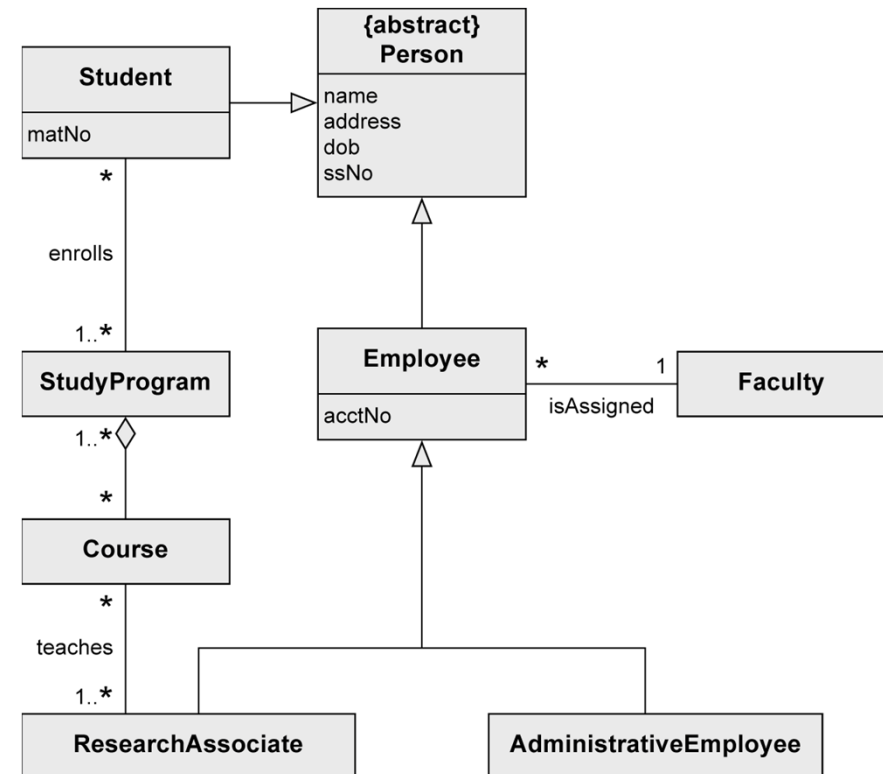 {abstract}
Person
name
address
dob
ssNo
Student
matNo
*
enrolls
1..*
StudyProgram
1..*
*
Course
*
teaches
1..*
ResearchAssociate
Employee
acctNo
*
1
isAssigned
Faculty
AdministrativeEmployee